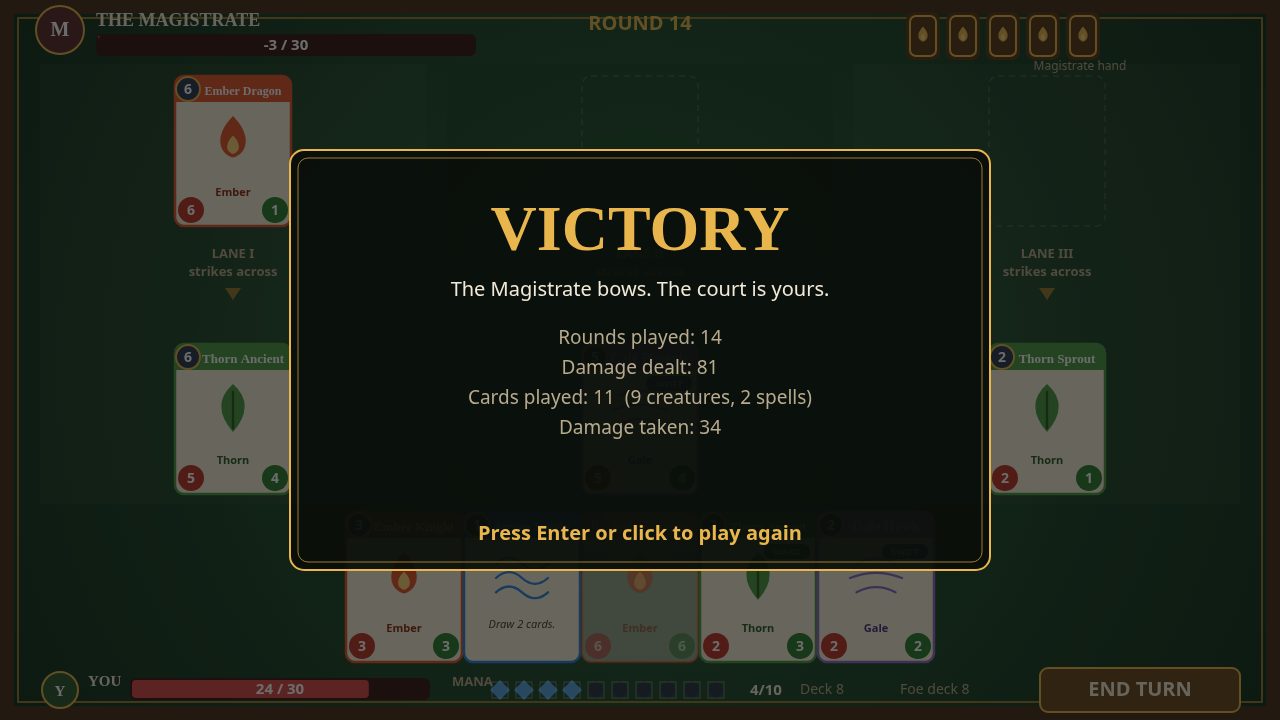 M
THE MAGISTRATE
-3 / 30
ROUND 14
Magistrate hand
6 Ember Dragon
Ember
6 1
LANE I
strikes across
LANE III
strikes across
VICTORY
The Magistrate bows. The court is yours.
Rounds played: 14
Damage dealt: 81
Cards played: 11 (9 creatures, 2 spells)
Damage taken: 34
Press Enter or click to play again
6 Thorn Ancient
Thorn
5 4
Gale
5
2 Thorn Sprout
Thorn
2 1
3 Ember Knight
Ember
3 3
Draw 2 cards.
Ember
6 6
Thorn
2 3
2
Gale
2 2
Y
YOU
24 / 30
MANA
4/10
Deck 8
Foe deck 8
END TURN